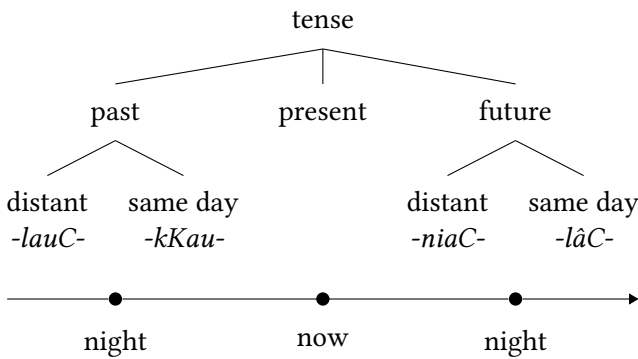 tense
past present future
distant same day distant same day
-lauC- -kKau- -niaC- -lâC-
night now night